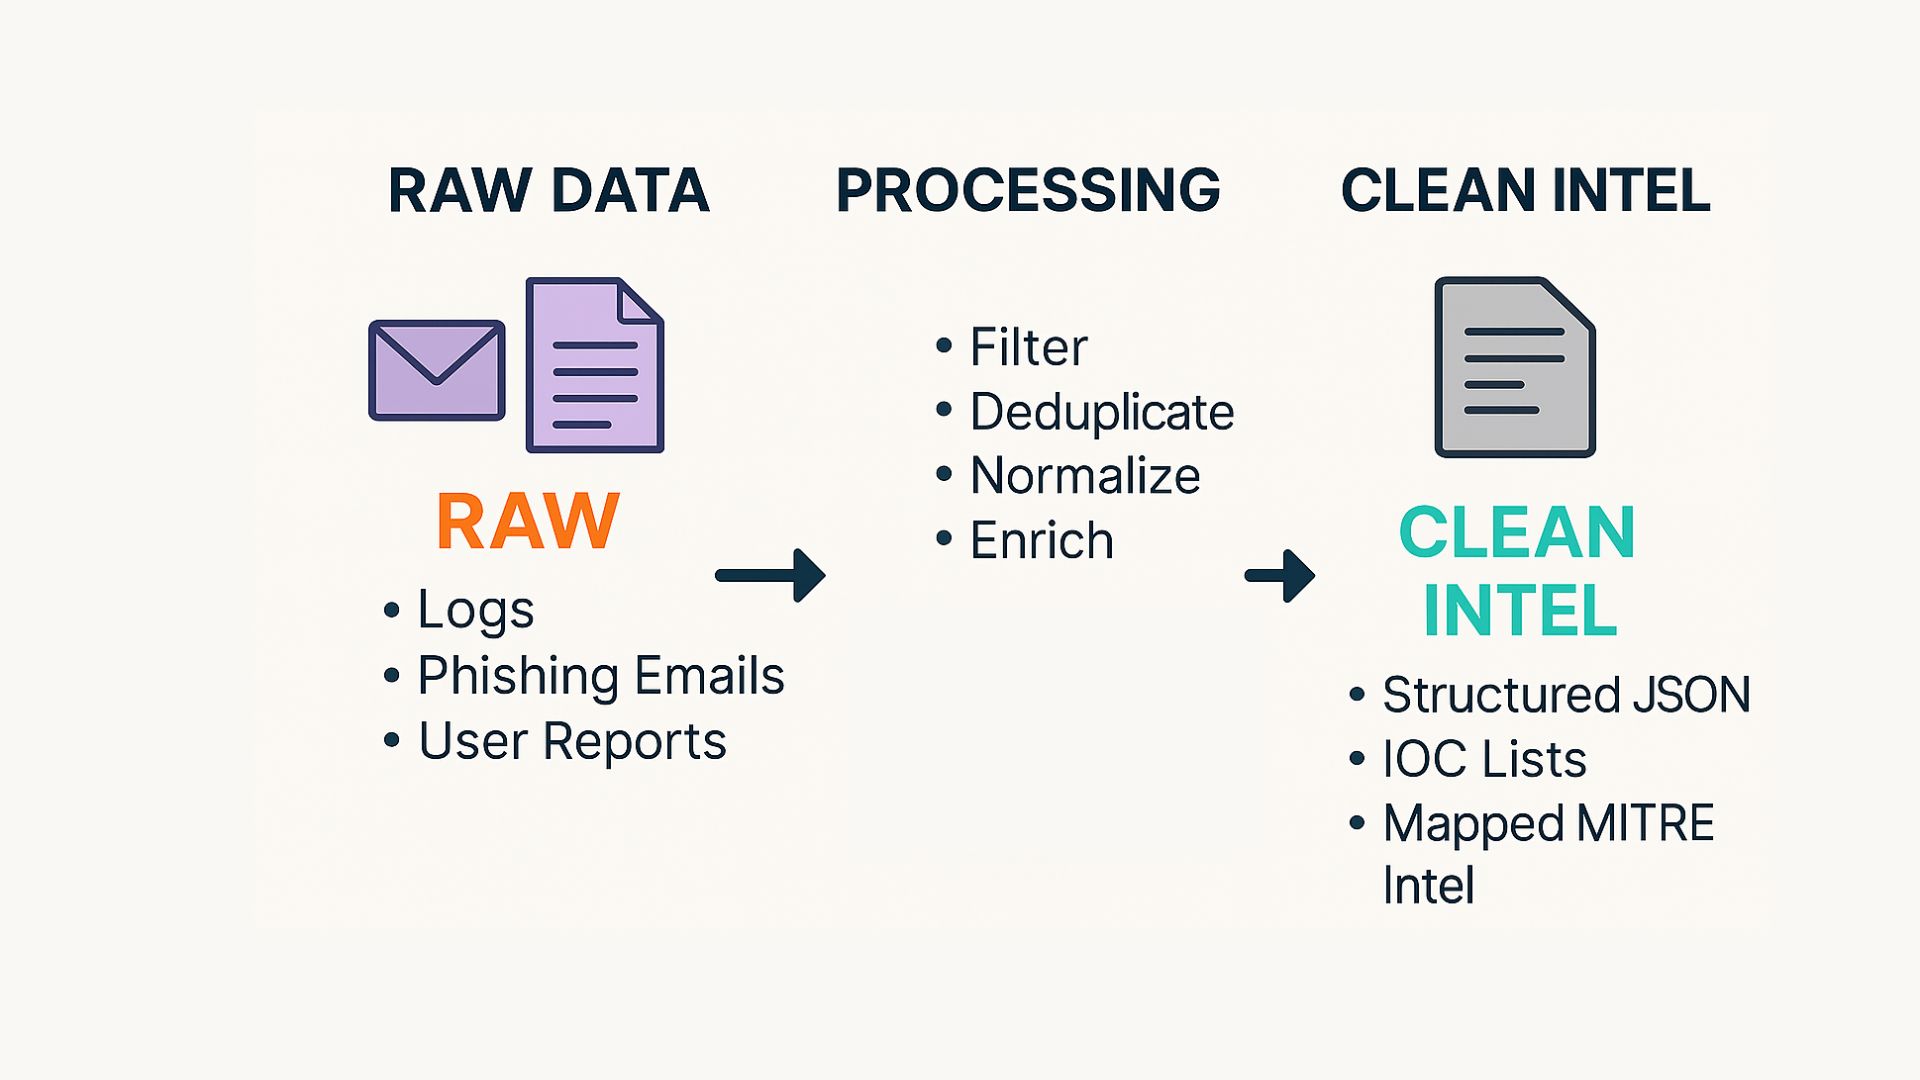 RAW DATA
RAW
• Logs
• Phishing Emails
• User Reports
PROCESSING
• Filter
• Deduplicate
• Normalize
• Enrich
CLEAN INTEL
CLEAN
INTEL
• Structured JSON
• IOC Lists
• Mapped MITRE
Intel